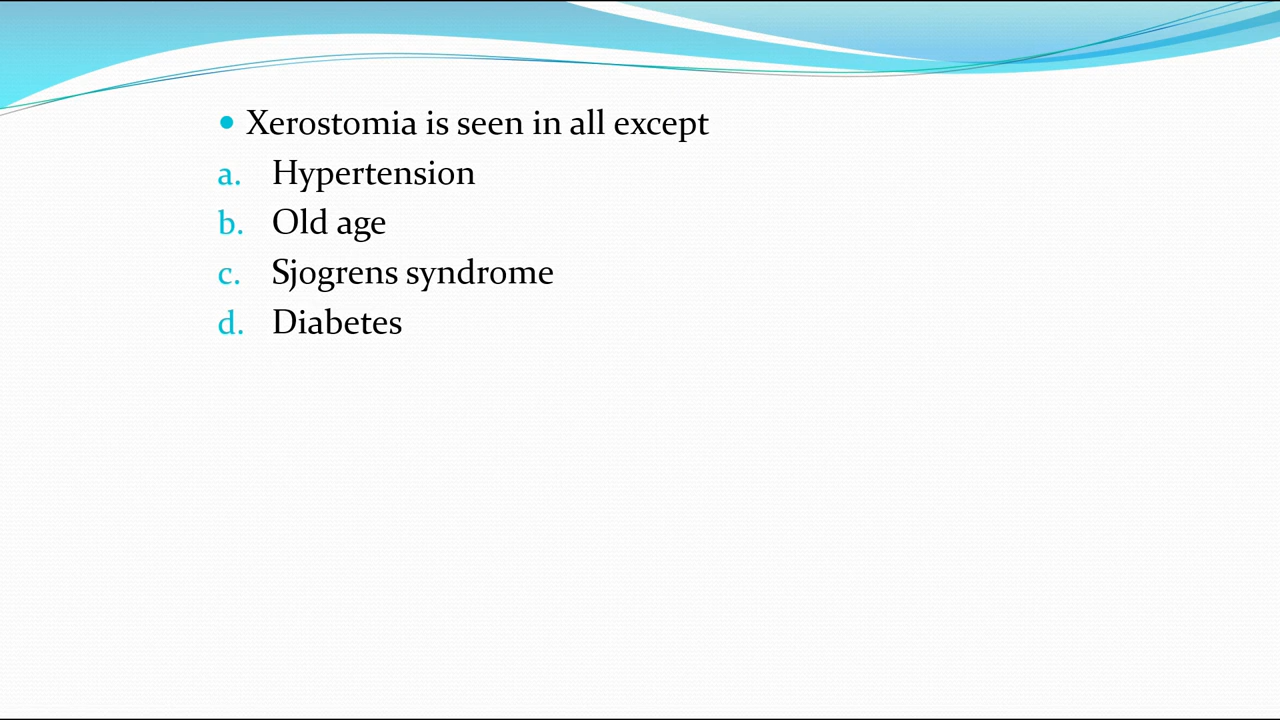 • Xerostomia is seen in all except
a. Hypertension
b. Old age
c. Sjogrens syndrome
d. Diabetes